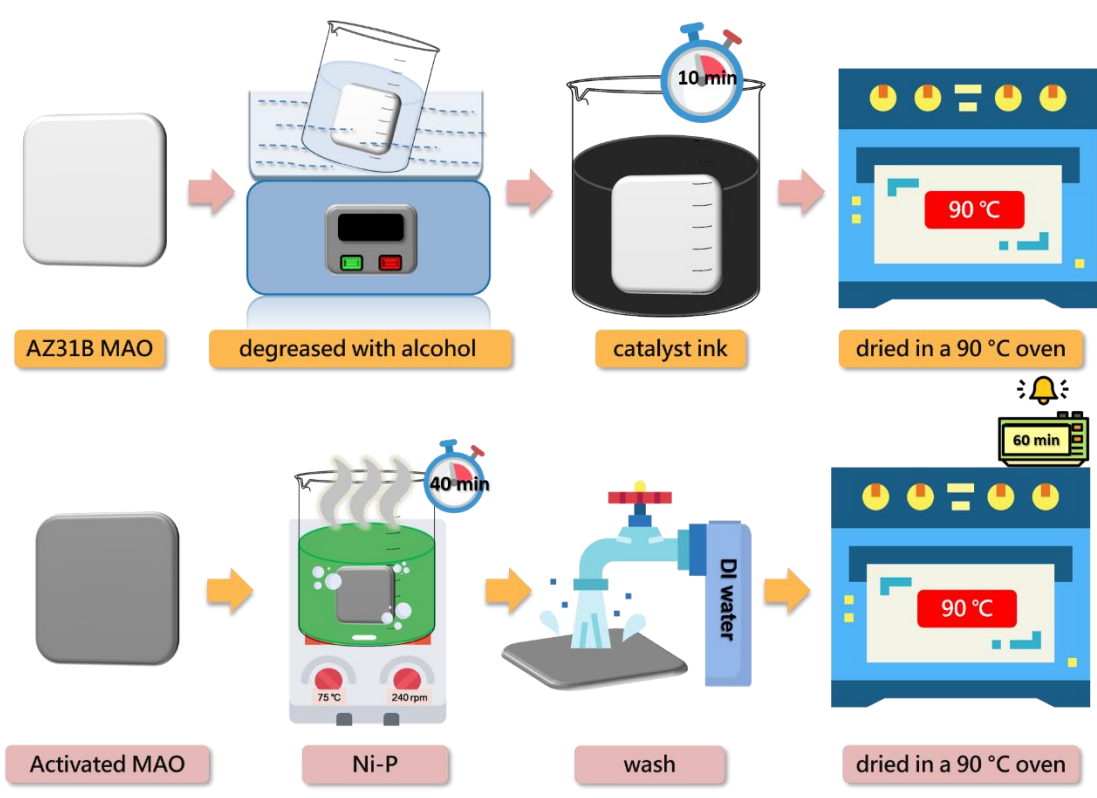 10 min
90 ℃
AZ31B MAO
degreased with alcohol
catalyst ink
dried in a 90 °C oven
60 min
40 min
DI water
90 ℃
75 ℃
240 rpm
Activated MAO
Ni-P
wash
dried in a 90 °C oven